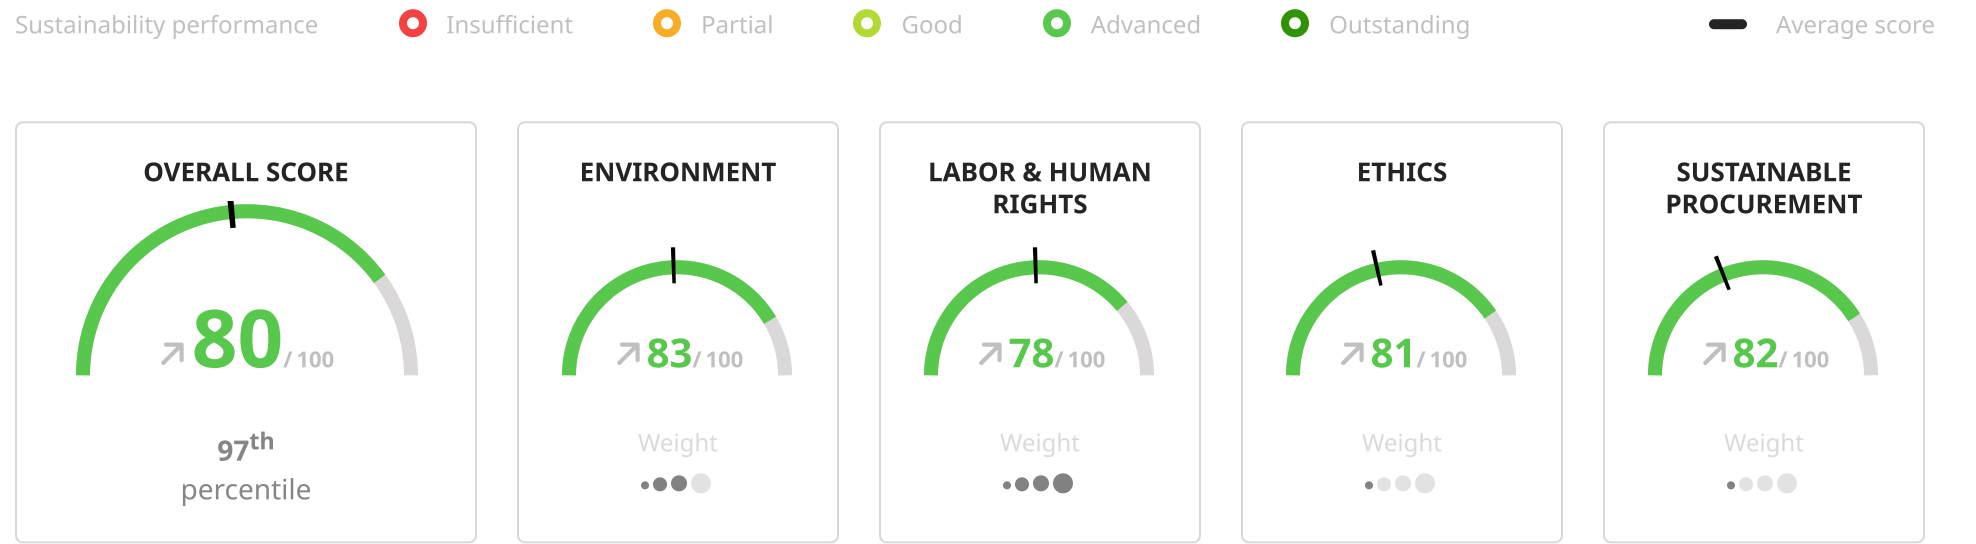 Sustainability performance Insufficient Partial Good Advanced Outstanding Average score
OVERALL SCORE
80 / 100
97th
percentile
ENVIRONMENT
83 / 100
Weight
LABOR & HUMAN
RIGHTS
78 / 100
Weight
ETHICS
81 / 100
Weight
SUSTAINABLE
PROCUREMENT
82 / 100
Weight